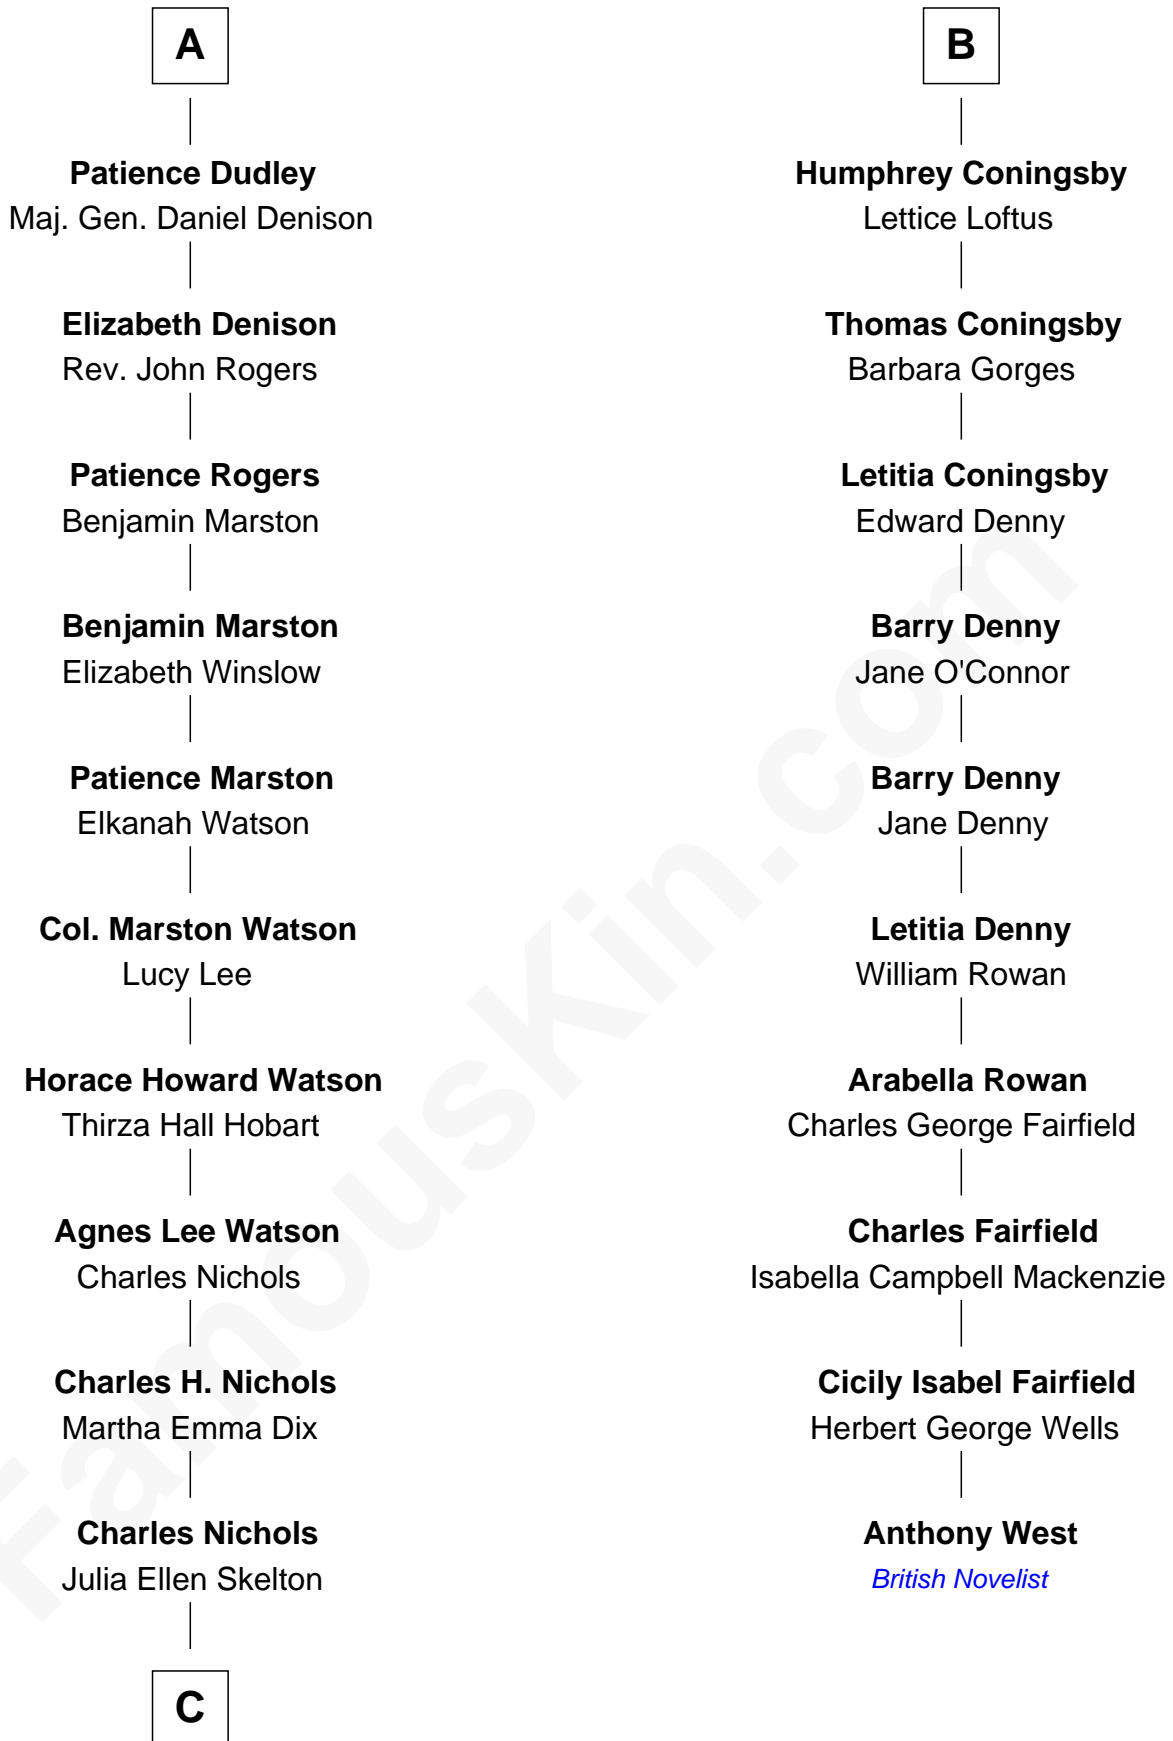 A
Patience Dudley
Maj. Gen. Daniel Denison
Elizabeth Denison
Rev. John Rogers
Patience Rogers
Benjamin Marston
Benjamin Marston
Elizabeth Winslow
Patience Marston
Elkanah Watson
Col. Marston Watson
Lucy Lee
Horace Howard Watson
Thirza Hall Hobart
Agnes Lee Watson
Charles Nichols
Charles H. Nichols
Martha Emma Dix
Charles Nichols
Julia Ellen Skelton
C
B
Humphrey Coningsby
Lettice Loftus
Thomas Coningsby
Barbara Gorges
Letitia Coningsby
Edward Denny
Barry Denny
Jane O'Connor
Barry Denny
Jane Denny
Letitia Denny
William Rowan
Arabella Rowan
Charles George Fairfield
Charles Fairfield
Isabella Campbell Mackenzie
Cicily Isabel Fairfield
Herbert George Wells
Anthony West
British Novelist
FamousKin.com